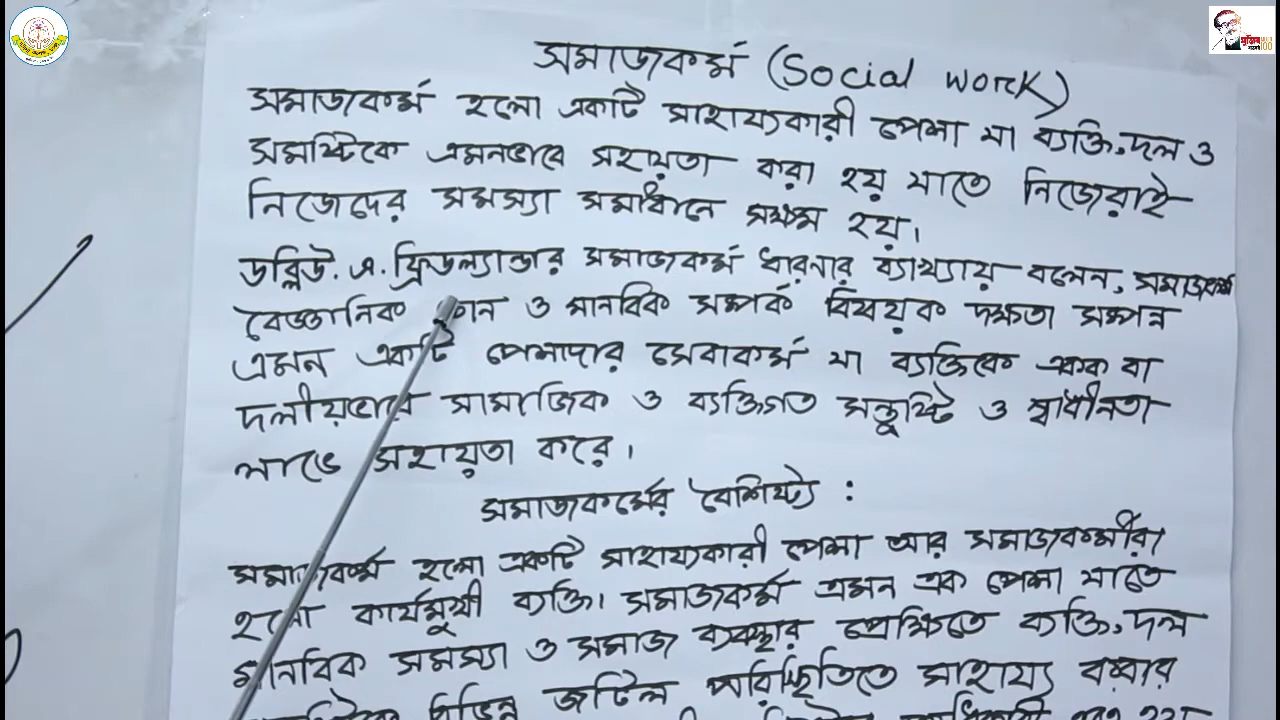 সমাজকর্ম (Social Work)
সমাজকর্ম হলো একটি সাহায্যকারী পেশা যা ব্যক্তি, দল ও
সমষ্টিকে এমনভাবে সহায়তা করা হয় যাতে নিজেরাই
নিজেদের সমস্যা সমাধানে সক্ষম হয়।
ডব্লিউ. এ. ফ্রিডল্যান্ডার সমাজকর্ম ধারনার ব্যাখ্যায় বলেন, সমাজকর্ম
বৈজ্ঞানিক জ্ঞান ও মানবিক সম্পর্ক বিষয়ক দক্ষতা সম্পন্ন
এমন একটি পেশাদার সেবাকর্ম যা ব্যক্তিকে একক বা
দলীয়ভাবে সামাজিক ও ব্যক্তিগত সন্তুষ্টি ও স্বাধীনতা
লাভে সহায়তা করে।
সমাজকর্মের বৈশিষ্ট্য :
সমাজকর্ম হলো একটি সাহায্যকারী পেশা আর সমাজকর্মীরা
হলো কার্যমুখী ব্যক্তি। সমাজকর্ম এমন এক পেশা যাতে
মানবিক সমস্যা ও সমাজ ব্যবস্থার প্রেক্ষিতে ব্যক্তি, দল
বিভিন্ন জটিল পরিস্থিতিতে সাহায্য করার